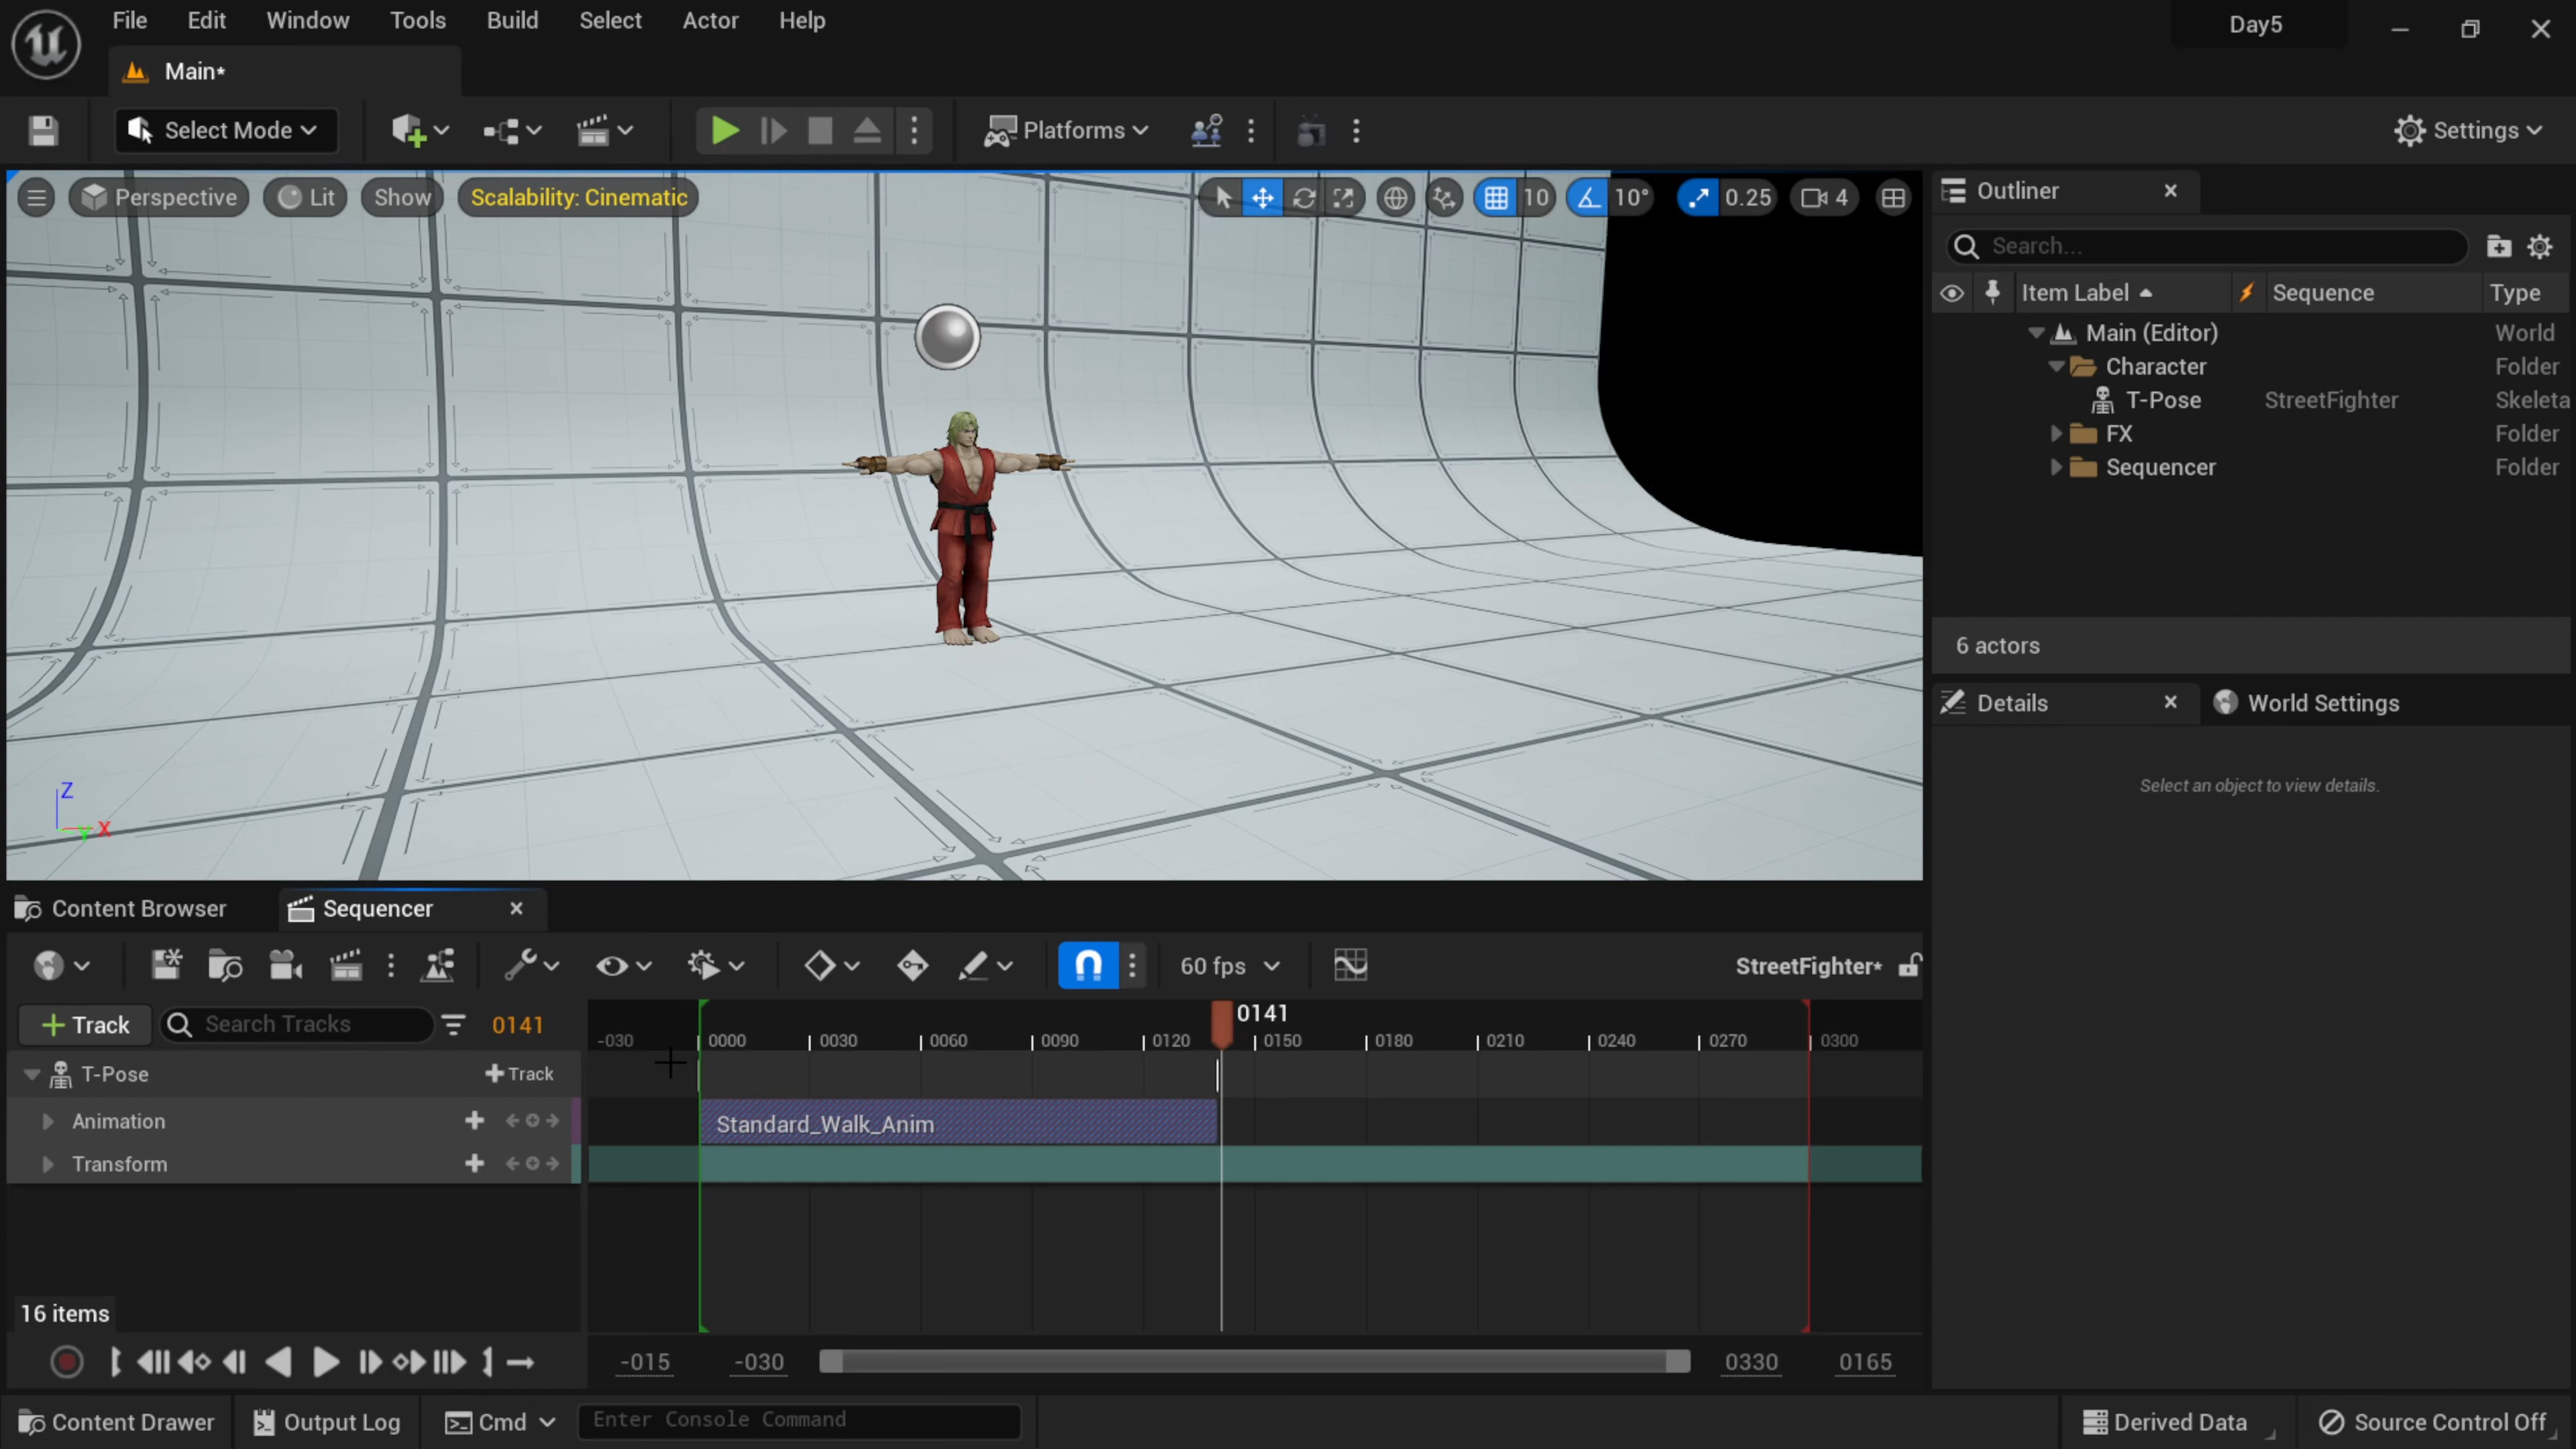 File Edit Window Tools Build Select Actor Help
Day5
Main*
Select Mode
Platforms
Settings
Perspective Lit Show Scalability: Cinematic
10 10° 0.25 4
Outliner
Search...
Item Label Sequence Type
Main (Editor) World
Character Folder
T-Pose StreetFighter Skeleta
FX Folder
Sequencer Folder
6 actors
Details World Settings
Select an object to view details.
Z
Y X
Content Browser Sequencer
60 fps StreetFighter*
+ Track Search Tracks 0141
0141
-030 0000 0030 0060 0090 0120 0150 0180 0210 0240 0270 0300
T-Pose + Track
Animation
Standard_Walk_Anim
Transform
16 items
-015 -030 0330 0165
Content Drawer Output Log Cmd Enter Console Command Derived Data Source Control Off